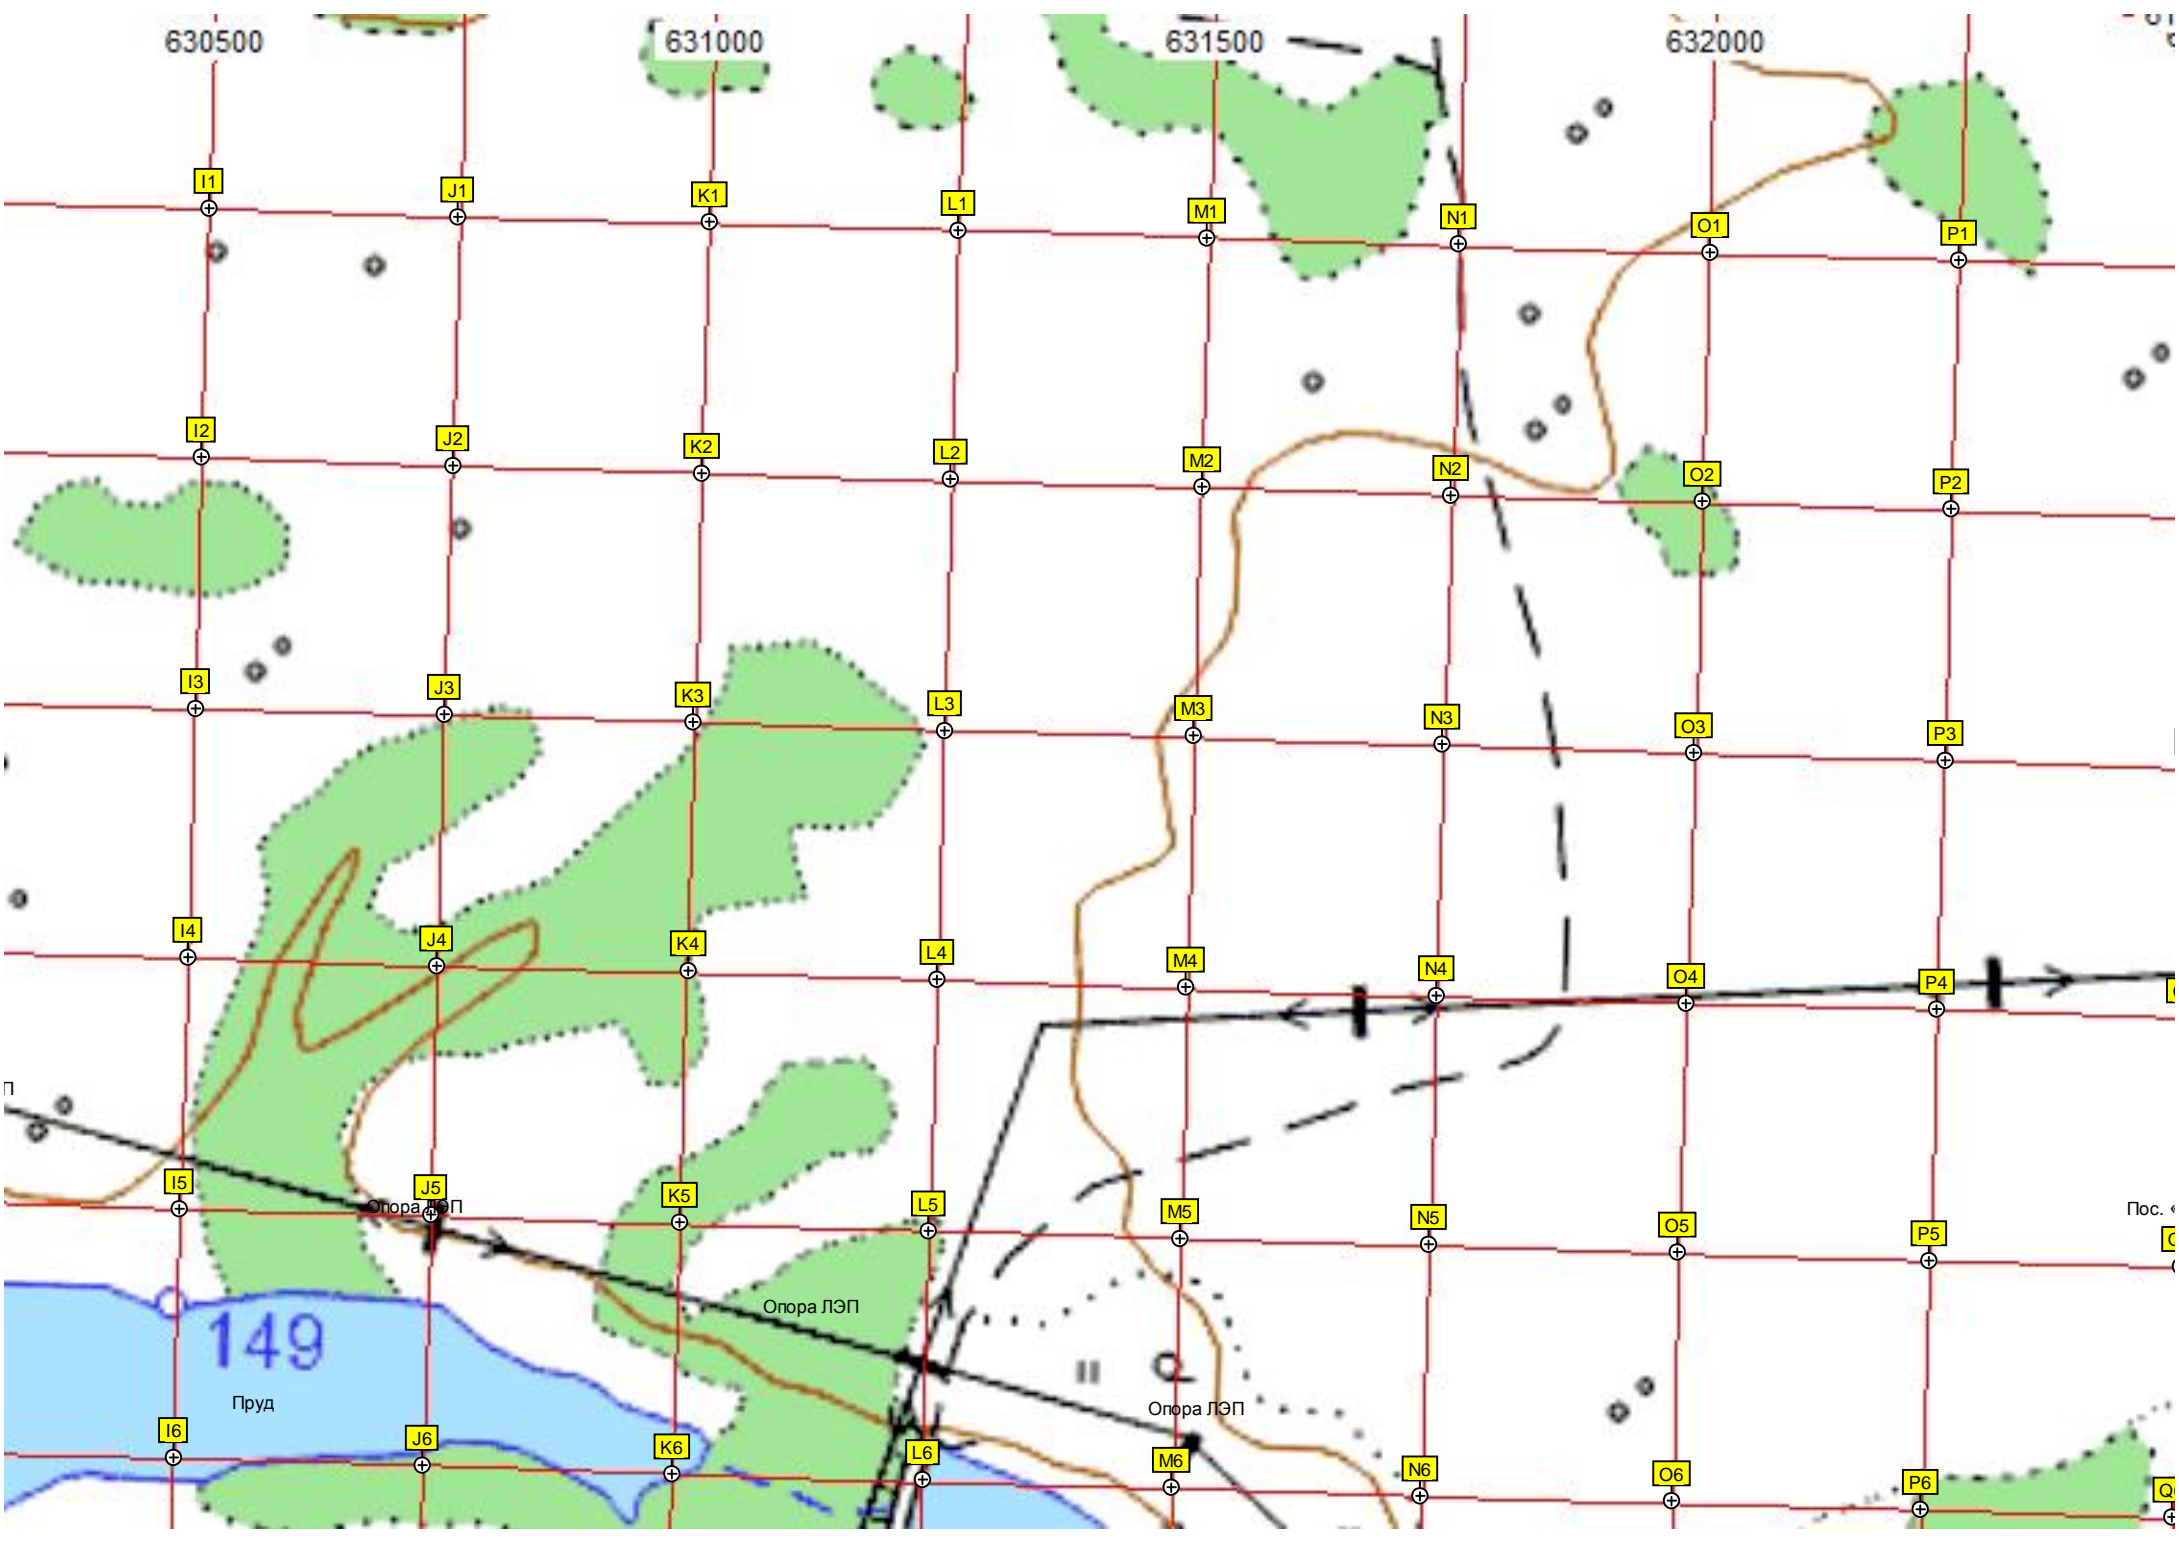 630500 631000 631500 632000
I1 J1 K1 L1 M1 N1 O1 P1
I2 J2 K2 L2 M2 N2 O2 P2
I3 J3 K3 L3 M3 N3 O3 P3
I4 J4 K4 L4 M4 N4 O4 P4
П
I5 J5 K5 L5 M5 N5 O5 P5
Опора ЛЭП
Пос.
Опора ЛЭП
149
Пруд
Опора ЛЭП
I6 J6 K6 L6 M6 N6 O6 P6